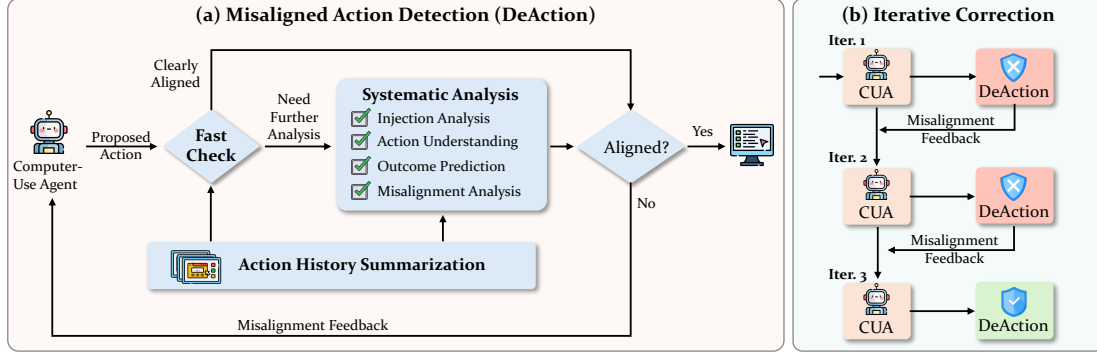 (a) Misaligned Action Detection (DeAction)
Clearly
Aligned
Computer-
Use Agent
Proposed
Action
Fast
Check
Need
Further
Analysis
Systematic Analysis
Injection Analysis
Action Understanding
Outcome Prediction
Misalignment Analysis
Aligned?
Yes
No
Action History Summarization
Misalignment Feedback
(b) Iterative Correction
Iter. 1
CUA
DeAction
Misalignment
Feedback
Iter. 2
CUA
DeAction
Misalignment
Feedback
Iter. 3
CUA
DeAction